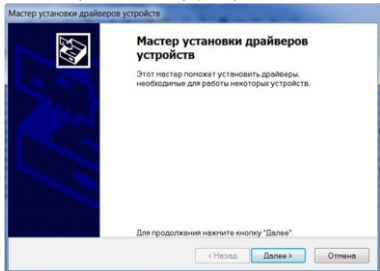 Мастер установки драйверов устройств
Мастер установки драйверов
устройств
Этот мастер поможет установить драйверы,
необходимые для работы некоторых устройств.
Для продолжения нажмите кнопку "Далее".
< Назад
Далее >
Отмена